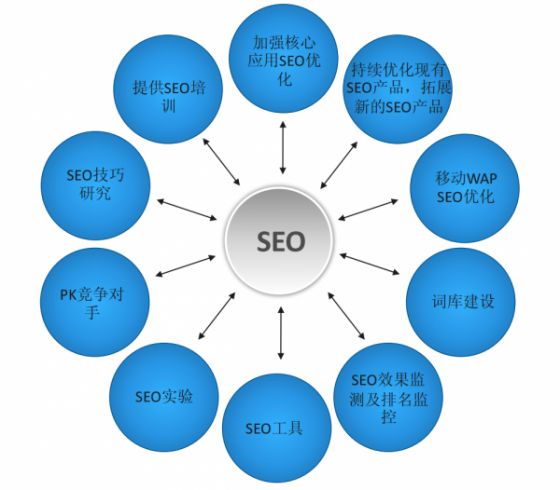 加强核心
应用SEO优
化
持续优化现有
SEO产品，拓展
新的SEO产品
移动WAP
SEO优化
词库建设
SEO效果监
测及排名监
控
SEO工具
SEO实验
PK竞争对
手
SEO技巧
研究
提供SEO培
训
SEO